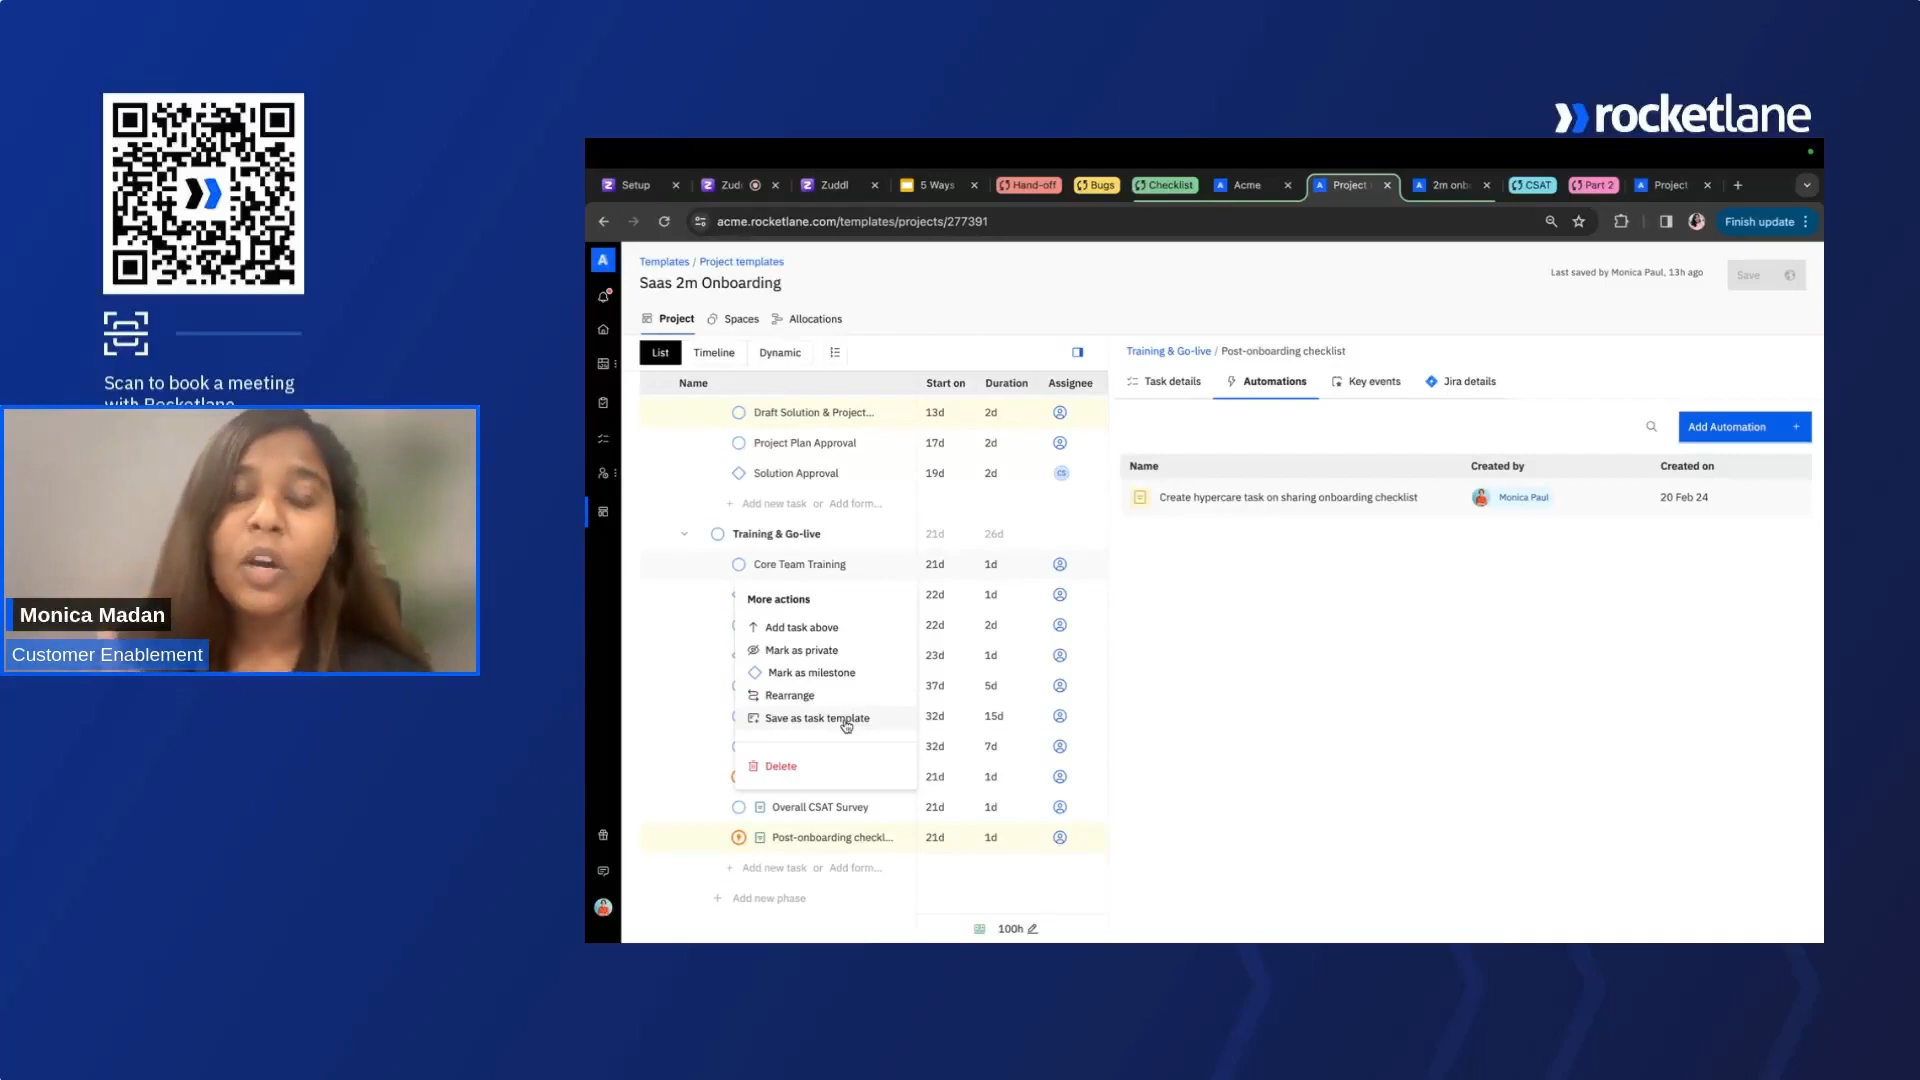 Scan to book a meeting
with Rocketlane
Monica Madan
Customer Enablement
rocketlane
Setup
Zud
Zuddl
5 Ways
Hand-off
Bugs
Checklist
Acme
Project
2m onb
CSAT
Part 2
Project
acme.rocketlane.com/templates/projects/277391
Finish update
A
Templates / Project templates
Saas 2m Onboarding
Last saved by Monica Paul, 13h ago
Save
Project
Spaces
Allocations
List
Timeline
Dynamic
Name Start on Duration Assignee
Draft Solution & Project... 13d 2d
Project Plan Approval 17d 2d
Solution Approval 19d 2d CS
+ Add new task or Add form...
Training & Go-live 21d 26d
Core Team Training 21d 1d
22d 1d
22d 2d
23d 1d
37d 5d
32d 15d
32d 7d
21d 1d
More actions
Add task above
Mark as private
Mark as milestone
Rearrange
Save as task template
Delete
Overall CSAT Survey 21d 1d
Post-onboarding checkl... 21d 1d
+ Add new task or Add form...
+ Add new phase
100h
Training & Go-live / Post-onboarding checklist
Task details
Automations
Key events
Jira details
Add Automation +
Name Created by Created on
Create hypercare task on sharing onboarding checklist Monica Paul 20 Feb 24